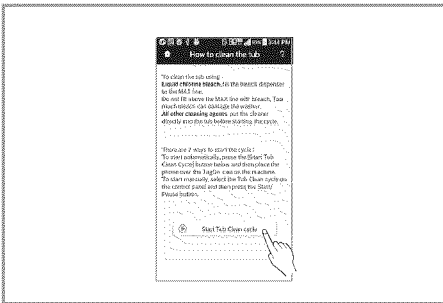 3:44 PM
How to clean the tub ?
To clean the tub using -
Liquid chlorine bleach, fill the bleach dispenser
to the MAX line.
Do not fill above the MAX line with bleach, Too
much bleach can damage the washer.
All other cleaning agents, put the cleaner
directly into the tub before starting the cycle.
There are 2 ways to start the cycle :
To start automatically, press the [Start Tub
Clean Cycle] button below and then place the
phone over the TagOn icon on the machine.
To start manually, select the Tub Clean cycle on
the control panel and then press the Start/
Pause button.
Start Tub Clean cycle